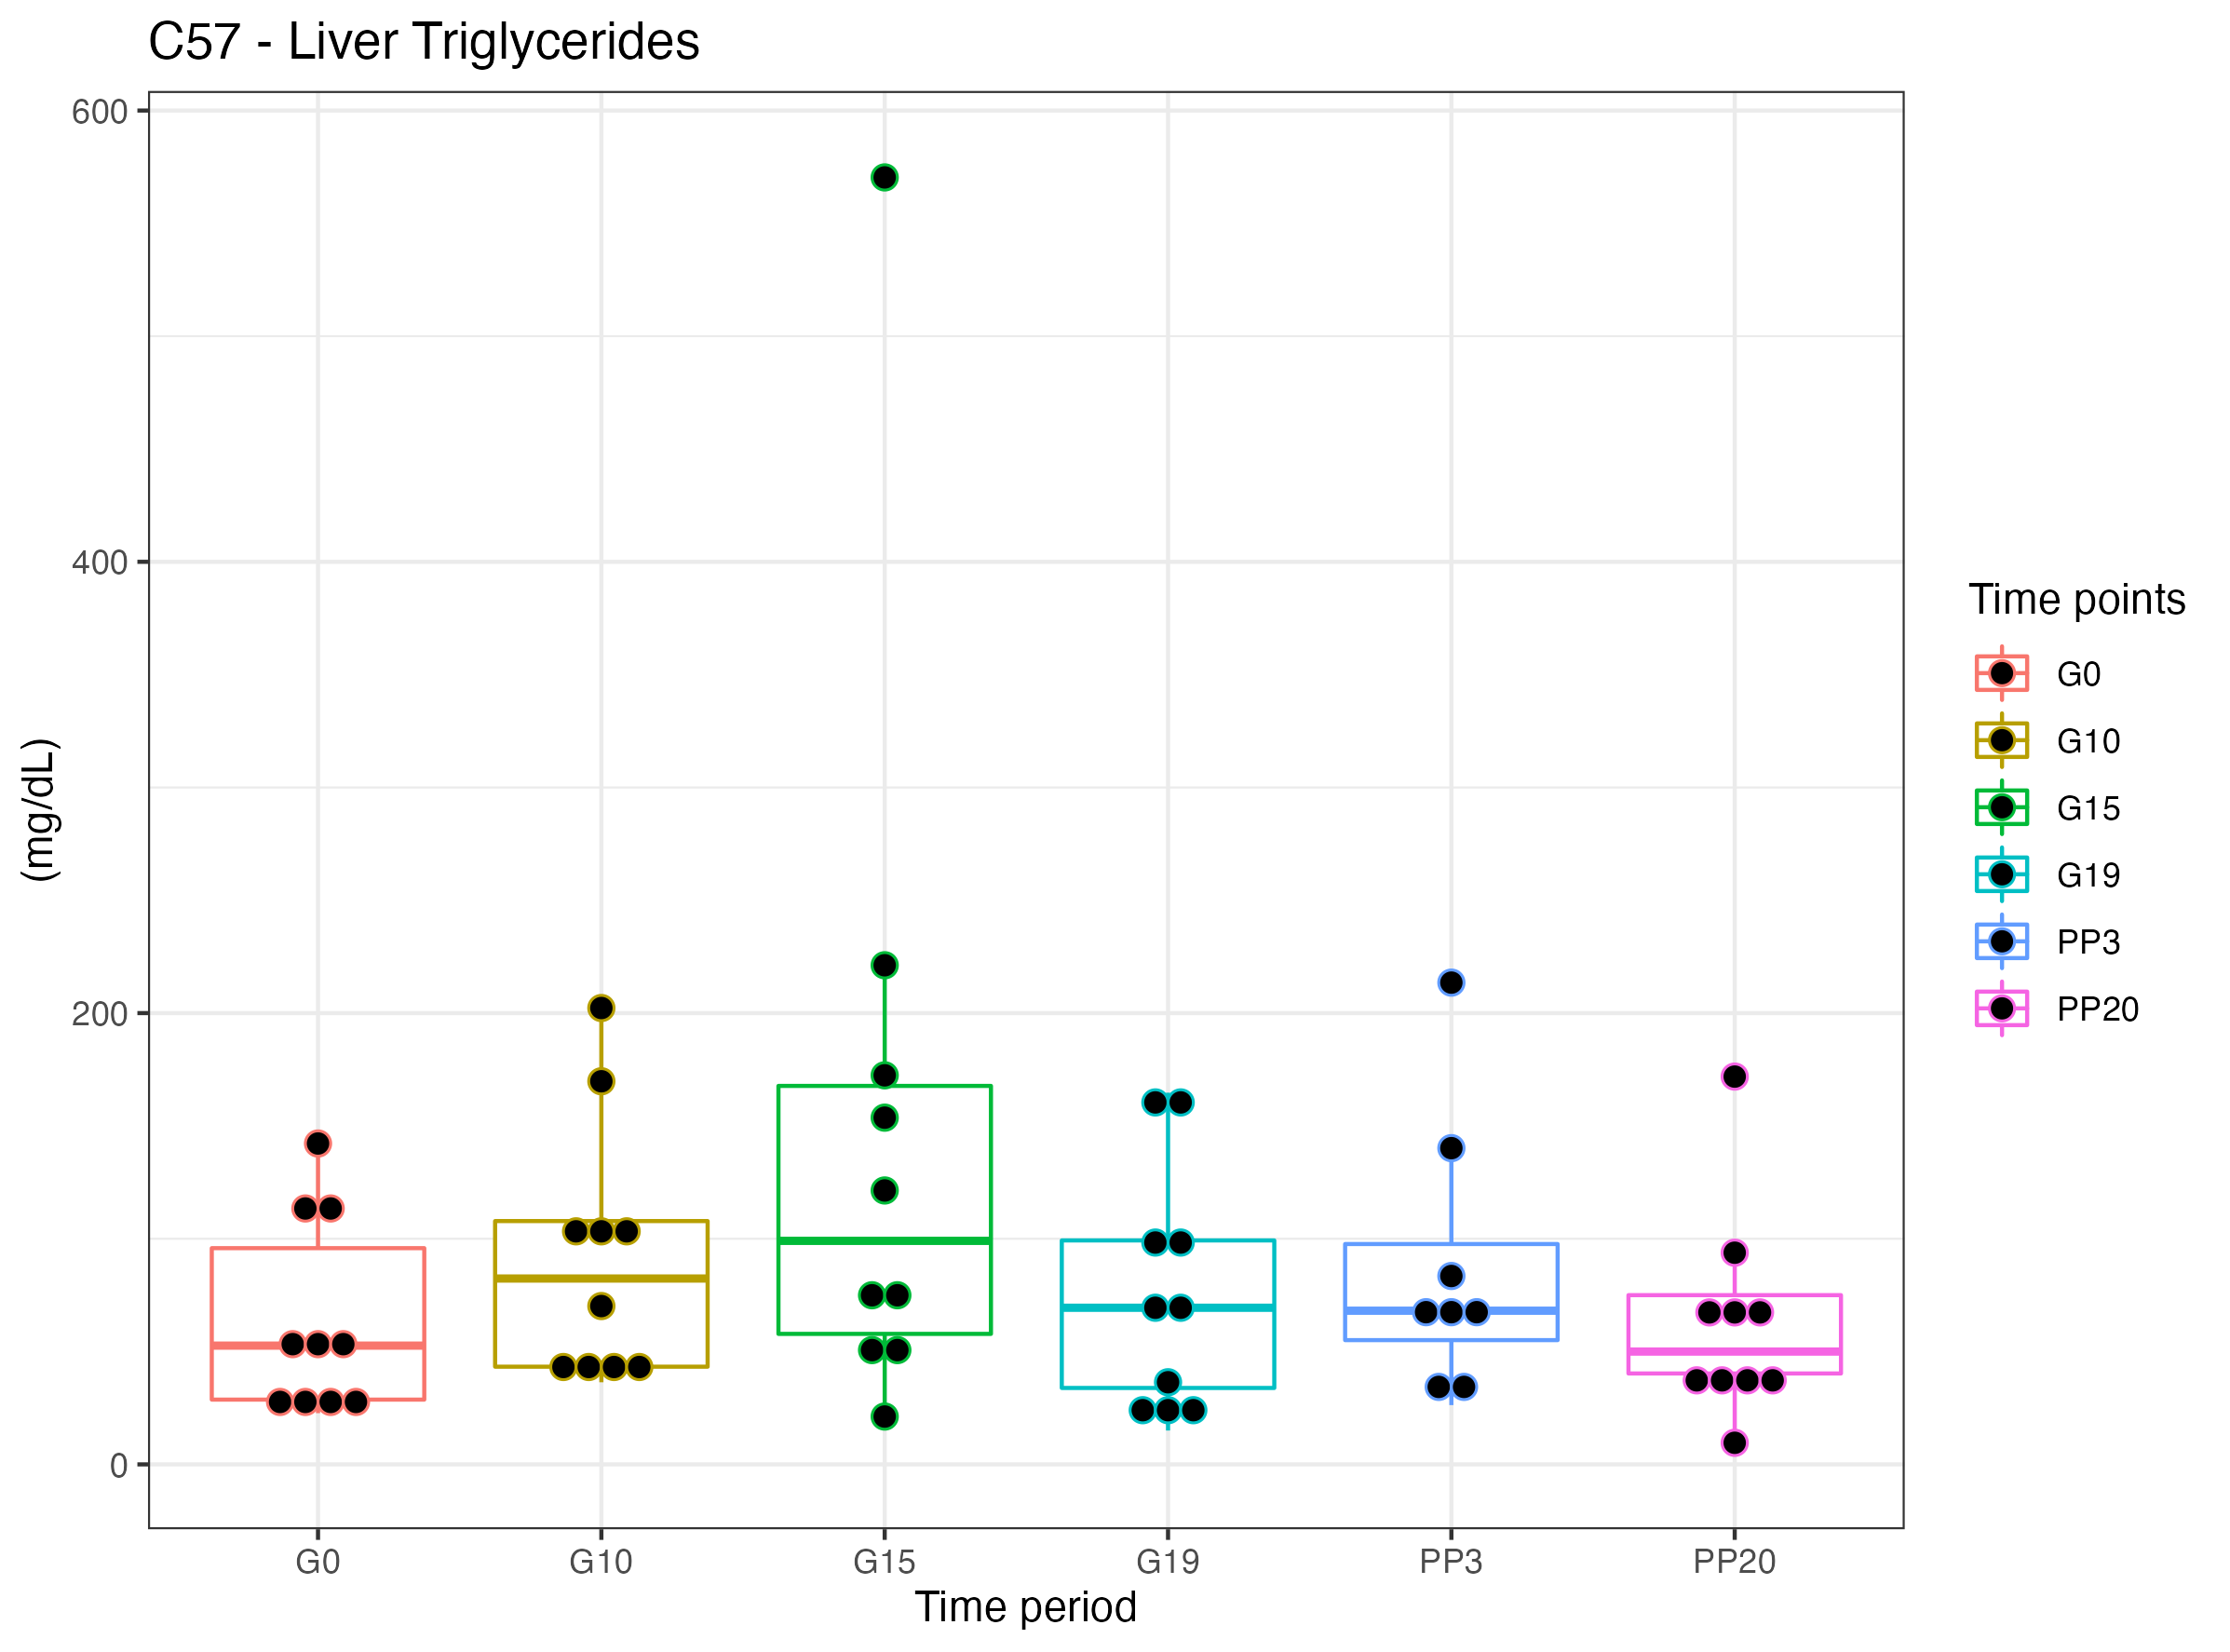 C57 - Liver Triglycerides
600
400
200
0
(mg/dL)
G0
G10
G15
G19
PP3
PP20
Time period
Time points
G0
G10
G15
G19
PP3
PP20